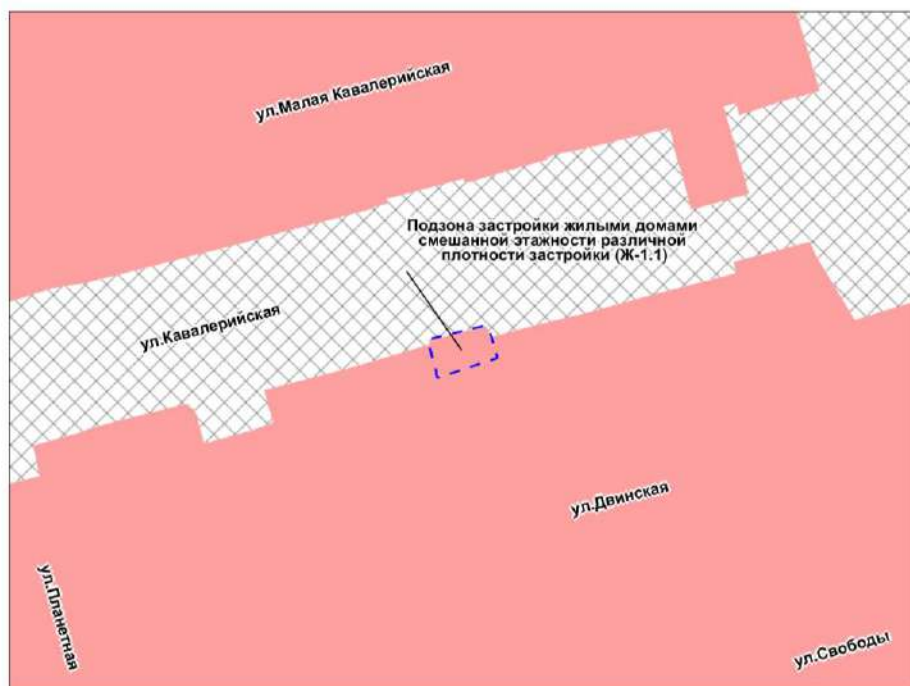 ул.Малая Кавалерийская
Подзона застройки жилыми домами
смешанной этажности различной
плотности застройки (Ж-1.1)
ул.Кавалерийская
ул.Двинская
ул.Планетная
ул.Свободы